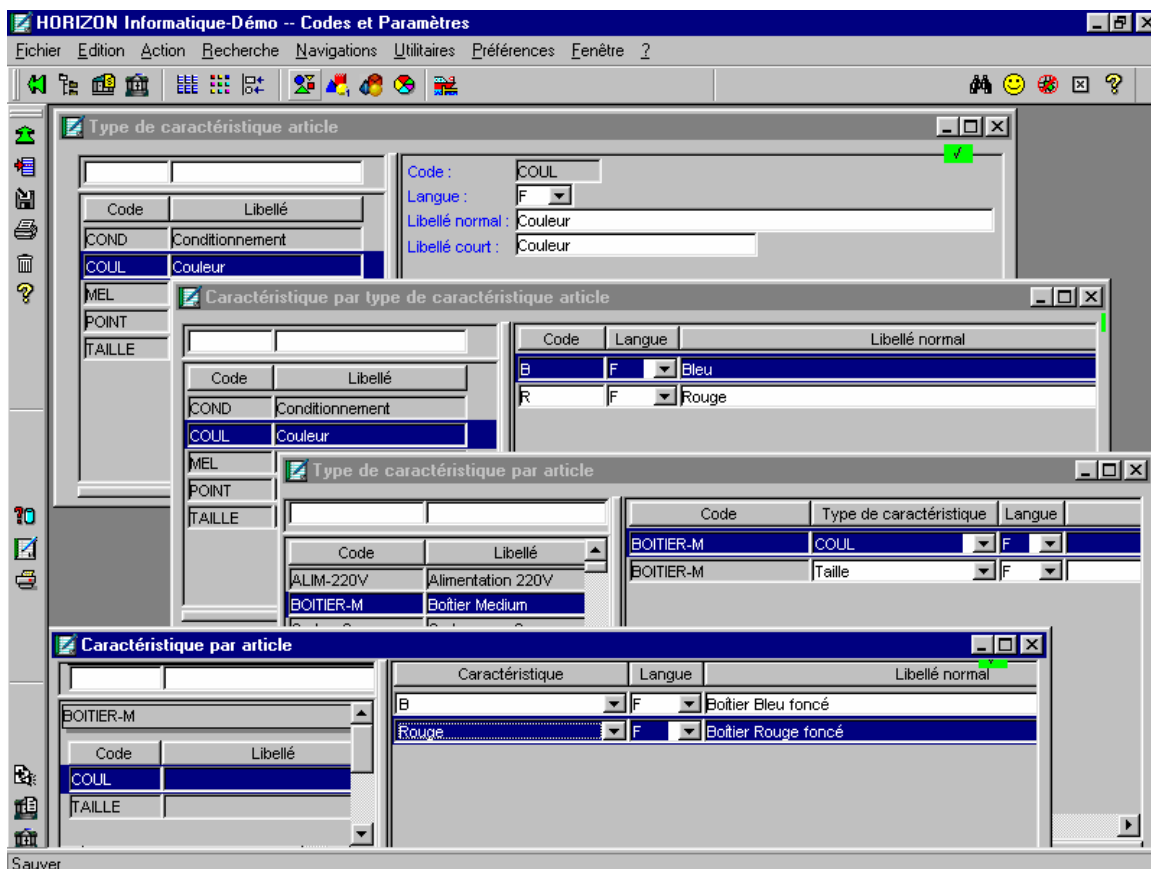 HORIZON Informatique-Démo -- Codes et Paramètres
Fichier Edition Action Recherche Navigations Utilitaires Préférences Fenêtre ?
Type de caractéristique article
Code : COUL
Langue : F
Libellé normal : Couleur
Libellé court : Couleur
Code Libellé
COND Conditionnement
COUL Couleur
MEL
POINT
TAILLE
Caractéristique par type de caractéristique article
Code Langue Libellé normal
B F Bleu
R F Rouge
Code Libellé
COND Conditionnement
COUL Couleur
MEL
POINT
TAILLE
Type de caractéristique par article
Code Type de caractéristique Langue
BOITIER-M COUL F
BOITIER-M Taille F
Code Libellé
ALIM-220V Alimentation 220V
BOITIER-M Boîtier Medium
Caractéristique par article
Caractéristique Langue Libellé normal
B F Boîtier Bleu foncé
Rouge F Boîtier Rouge foncé
BOITIER-M
Code Libellé
COUL
TAILLE
Sauver